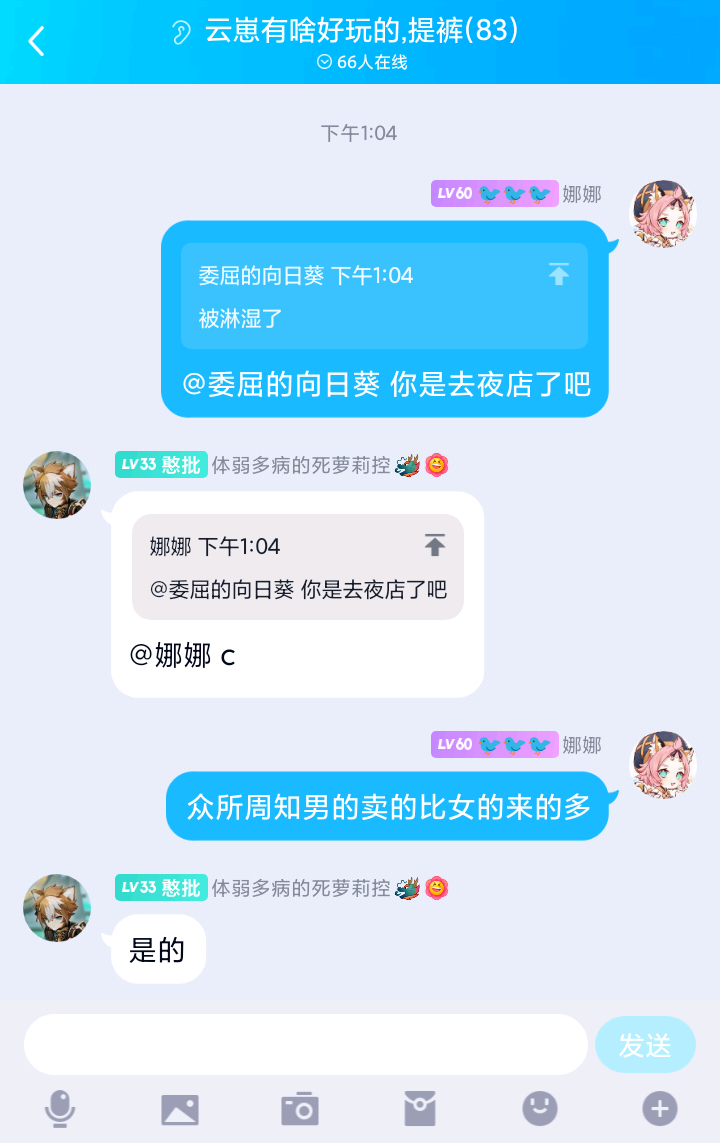 云崽有啥好玩的,提裤(83)
66人在线
下午1:04
LV60 娜娜
委屈的向日葵 下午1:04
被淋湿了
@委屈的向日葵 你是去夜店了吧
LV33 憨批 体弱多病的死萝莉控
娜娜 下午1:04
@委屈的向日葵 你是去夜店了吧
@娜娜 c
LV60 娜娜
众所周知男的卖的比女的来的多
LV33 憨批 体弱多病的死萝莉控
是的
发送